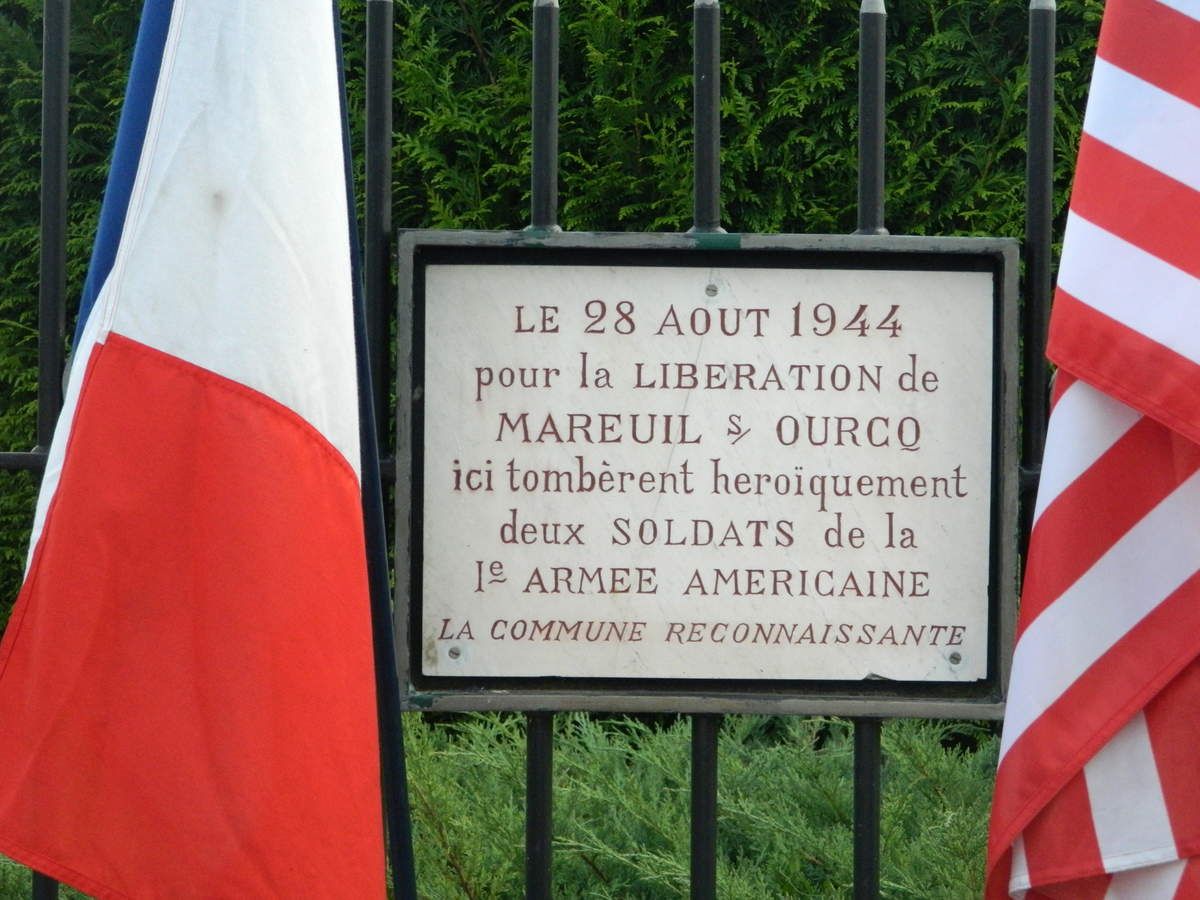 LE 28 AOUT 1944
pour la LIBERATION de
MAREUIL s/ OURCQ
ici tombèrent heroïquement
deux SOLDATS de la
Ie ARMEE AMERICAINE
LA COMMUNE RECONNAISSANTE